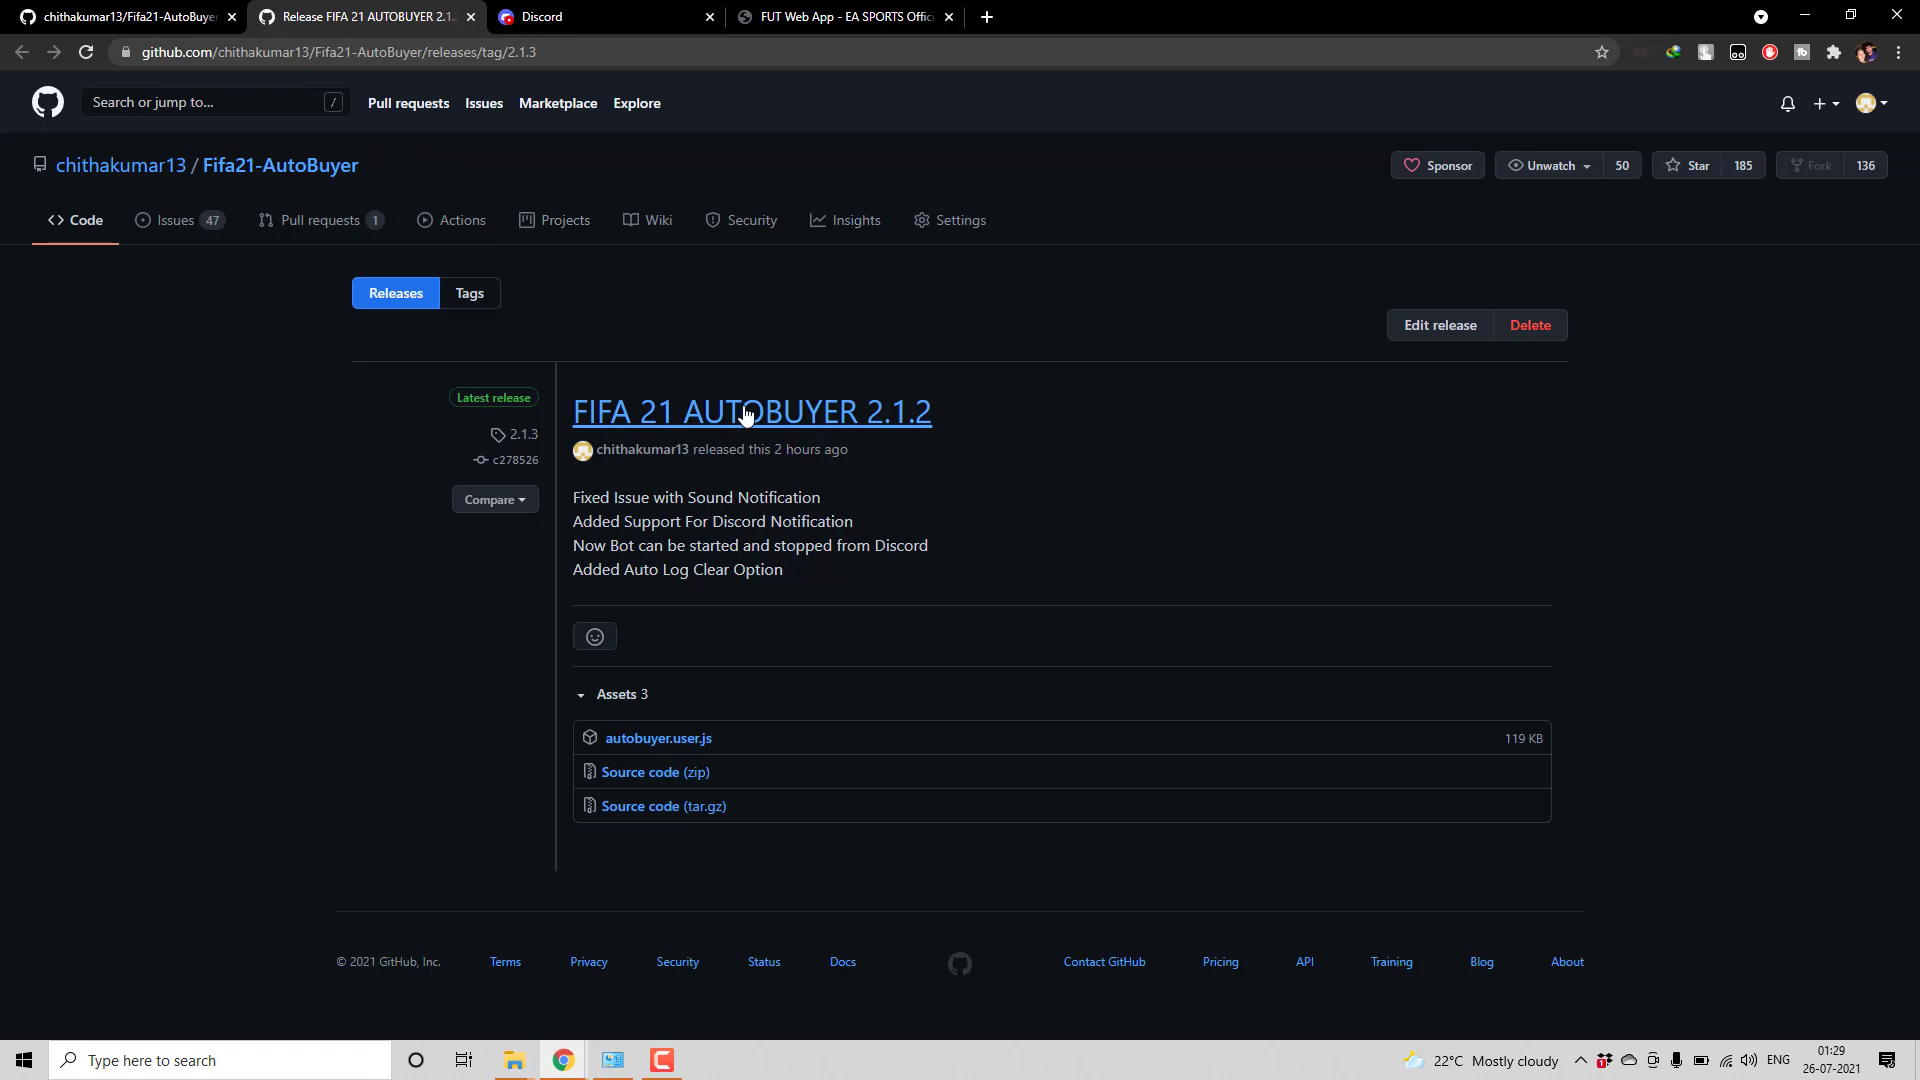 chithakumar13/Fifa21-AutoBuyer
Release FIFA 21 AUTOBUYER 2.1.
Discord
FUT Web App - EA SPORTS Offici
github.com/chithakumar13/Fifa21-AutoBuyer/releases/tag/2.1.3
Search or jump to...
/
Pull requests
Issues
Marketplace
Explore
chithakumar13 / Fifa21-AutoBuyer
Sponsor
Unwatch
50
Star
185
Fork
136
Code
Issues 47
Pull requests 1
Actions
Projects
Wiki
Security
Insights
Settings
Releases
Tags
Edit release
Delete
Latest release
2.1.3
c278526
Compare
FIFA 21 AUTOBUYER 2.1.2
chithakumar13 released this 2 hours ago
Fixed Issue with Sound Notification
Added Support For Discord Notification
Now Bot can be started and stopped from Discord
Added Auto Log Clear Option
Assets 3
autobuyer.user.js
119 KB
Source code (zip)
Source code (tar.gz)
© 2021 GitHub, Inc.
Terms
Privacy
Security
Status
Docs
Contact GitHub
Pricing
API
Training
Blog
About
Type here to search
22°C Mostly cloudy
ENG
01:29
26-07-2021